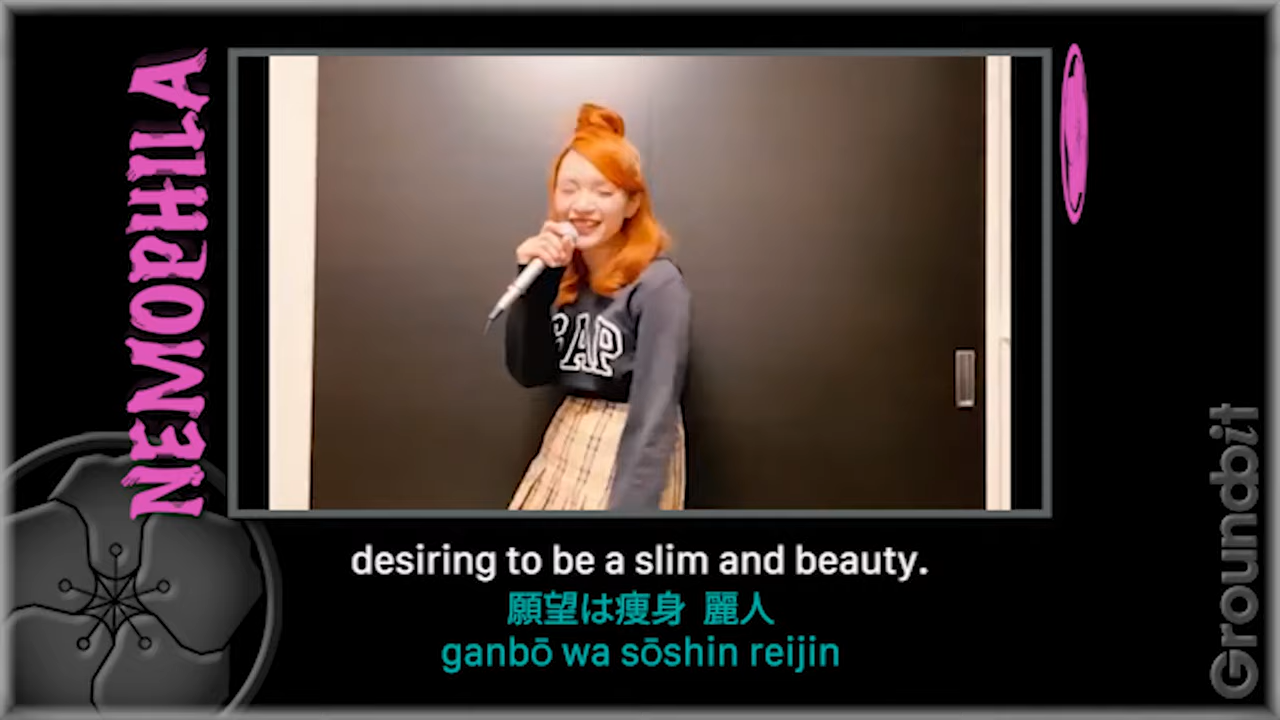 NEMOPHILA
GAP
desiring to be a slim and beauty.
願望は痩身 麗人
ganbō wa sōshin reijin
Groundbit